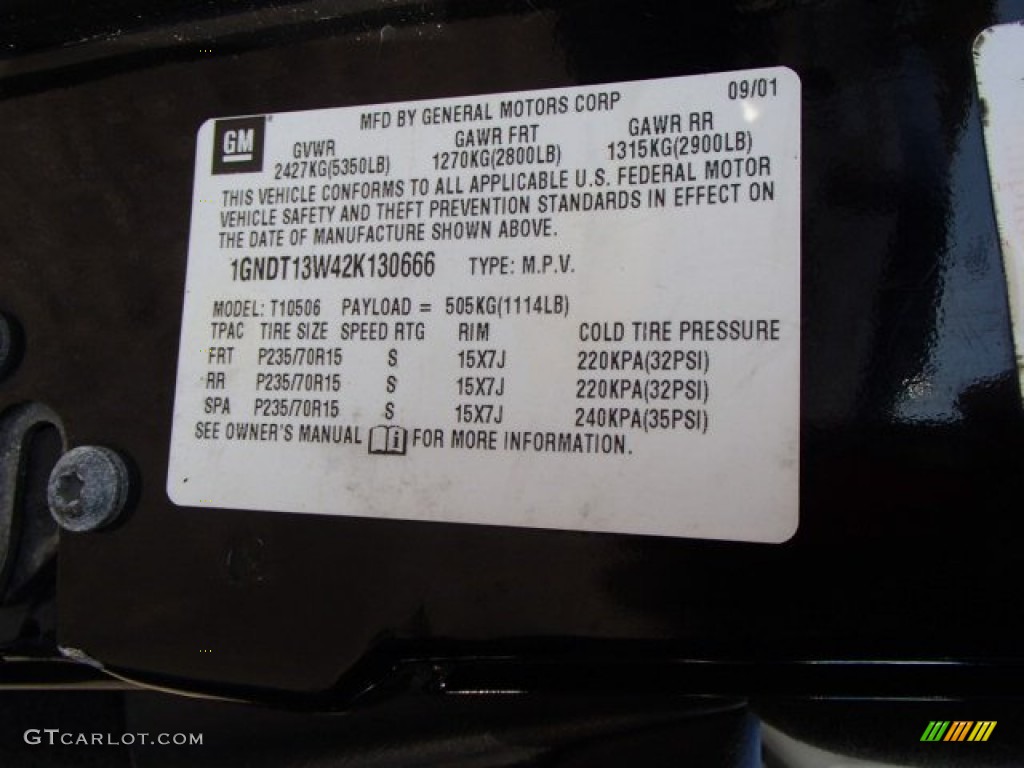 GM
MFD BY GENERAL MOTORS CORP 09/01
GVWR GAWR FRT GAWR RR
2427KG(5350LB) 1270KG(2800LB) 1315KG(2900LB)
THIS VEHICLE CONFORMS TO ALL APPLICABLE U.S. FEDERAL MOTOR
VEHICLE SAFETY AND THEFT PREVENTION STANDARDS IN EFFECT ON
THE DATE OF MANUFACTURE SHOWN ABOVE.
1GNDT13W42K130666 TYPE: M.P.V.
MODEL: T10506 PAYLOAD = 505KG(1114LB)
TPAC TIRE SIZE SPEED RTG RIM COLD TIRE PRESSURE
FRT P235/70R15 S 15X7J 220KPA(32PSI)
RR P235/70R15 S 15X7J 220KPA(32PSI)
SPA P235/70R15 S 15X7J 240KPA(35PSI)
SEE OWNER'S MANUAL i FOR MORE INFORMATION.
GTCARLOT.COM